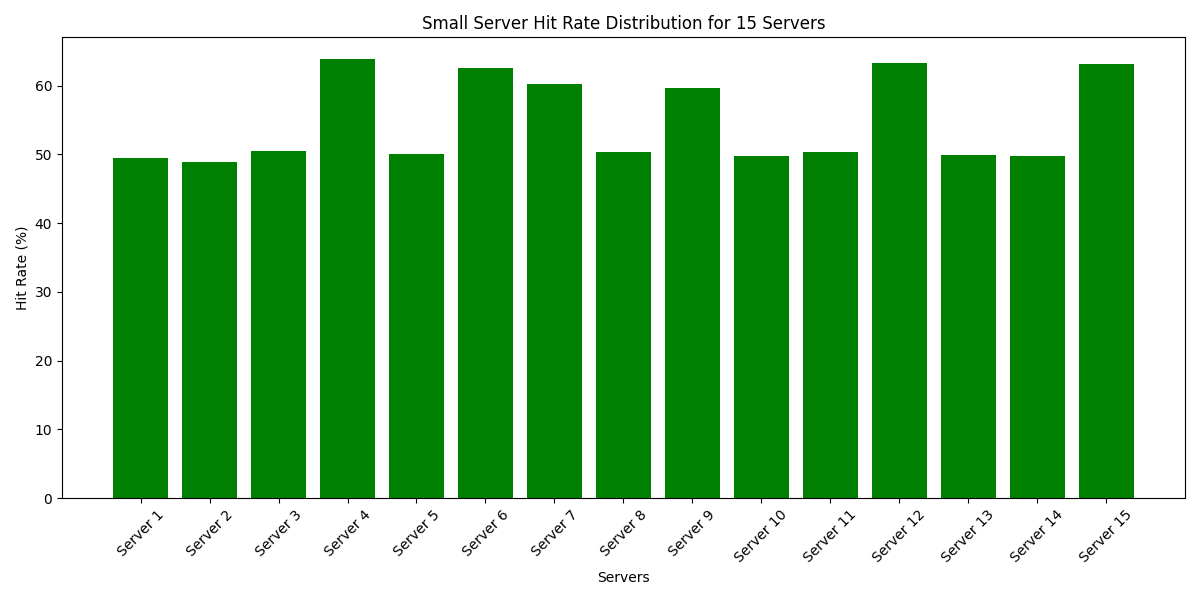 Small Server Hit Rate Distribution for 15 Servers
Hit Rate (%)
60
50
40
30
20
10
0
Server 1
Server 2
Server 3
Server 4
Server 5
Server 6
Server 7
Server 8
Server 9
Server 10
Server 11
Server 12
Server 13
Server 14
Server 15
Servers